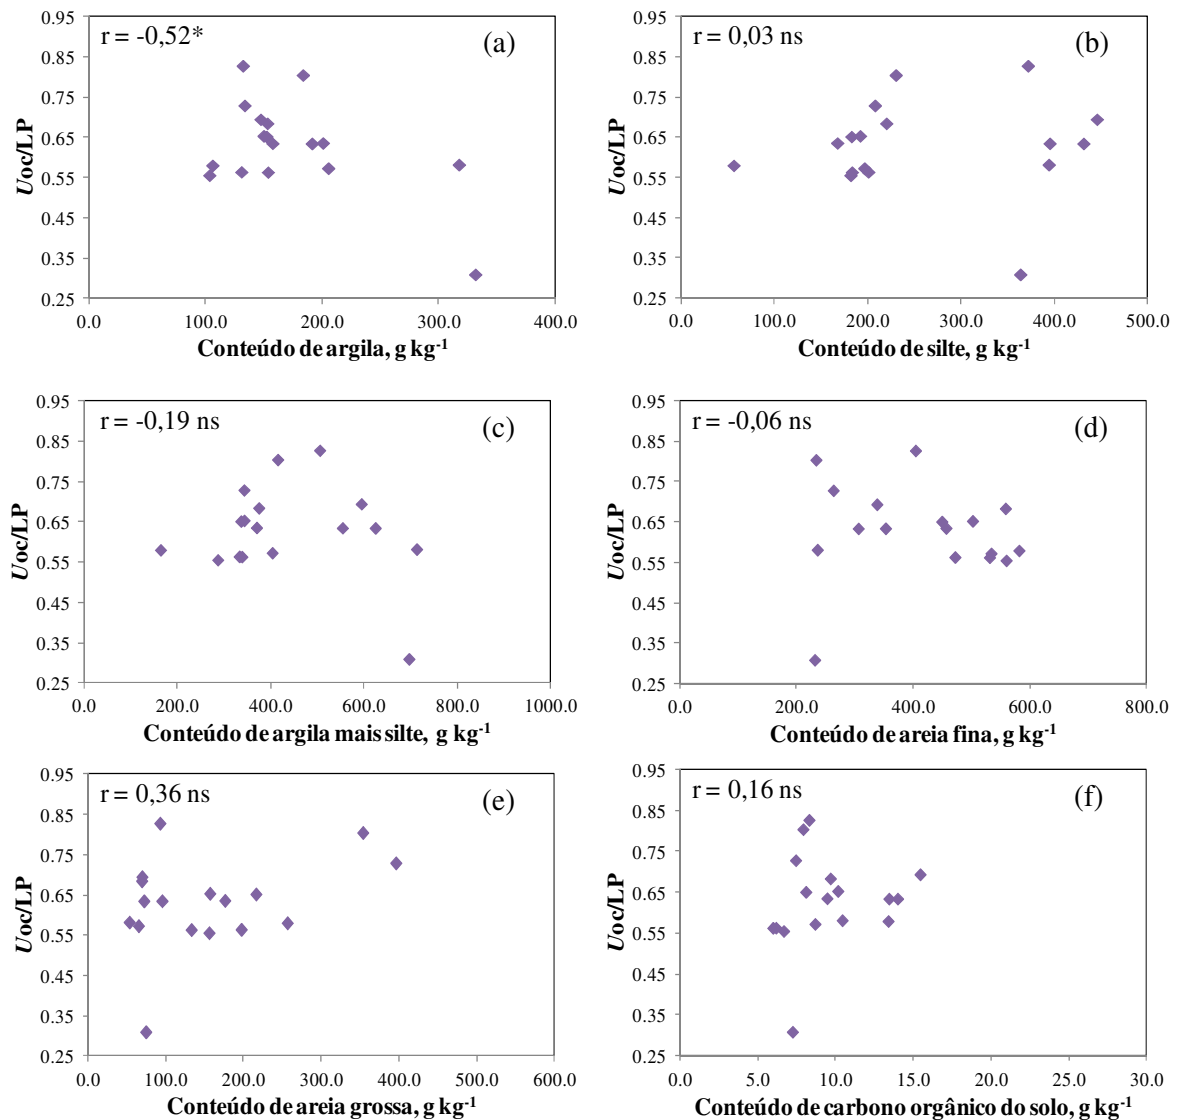 r = -0,52*
(a)
0.95
0.85
0.75
0.65
0.55
0.45
0.35
0.25
Uoc/LP
0.0 100.0 200.0 300.0 400.0
Conteúdo de argila, g kg-1
r = 0,03 ns
(b)
0.95
0.85
0.75
0.65
0.55
0.45
0.35
0.25
Uoc/LP
0.0 100.0 200.0 300.0 400.0 500.0
Conteúdo de silte, g kg-1
r = -0,19 ns
(c)
0.95
0.85
0.75
0.65
0.55
0.45
0.35
0.25
Uoc/LP
0.0 200.0 400.0 600.0 800.0 1000.0
Conteúdo de argila mais silte, g kg-1
r = -0,06 ns
(d)
0.95
0.85
0.75
0.65
0.55
0.45
0.35
0.25
Uoc/LP
0.0 200.0 400.0 600.0 800.0
Conteúdo de areia fina, g kg-1
r = 0,36 ns
(e)
0.95
0.85
0.75
0.65
0.55
0.45
0.35
0.25
Uoc/LP
0.0 100.0 200.0 300.0 400.0 500.0 600.0
Conteúdo de areia grossa, g kg-1
r = 0,16 ns
(f)
0.95
0.85
0.75
0.65
0.55
0.45
0.35
0.25
Uoc/LP
0.0 5.0 10.0 15.0 20.0 25.0 30.0
Conteúdo de carbono orgânico do solo, g kg-1